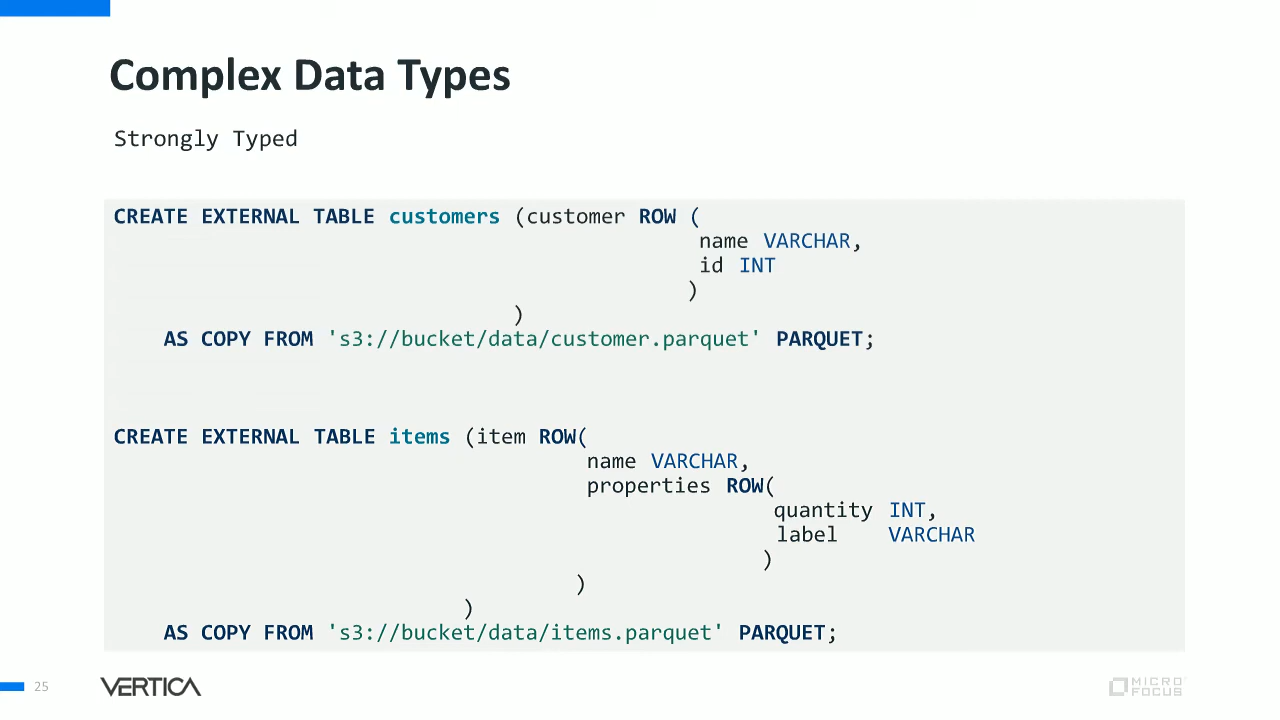 Complex Data Types
Strongly Typed
CREATE EXTERNAL TABLE customers (customer ROW (
name VARCHAR,
id INT
)
)
AS COPY FROM 's3://bucket/data/customer.parquet' PARQUET;
CREATE EXTERNAL TABLE items (item ROW(
name VARCHAR,
properties ROW(
quantity INT,
label VARCHAR
)
)
)
AS COPY FROM 's3://bucket/data/items.parquet' PARQUET;
25
VERTICA
MICRO
FOCUS